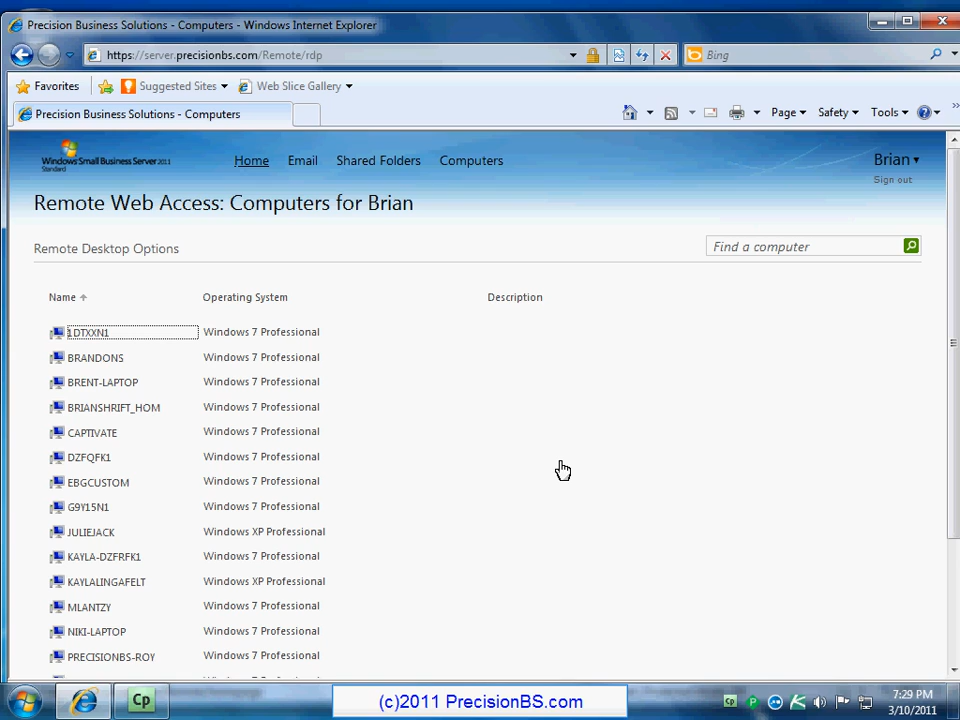 Precision Business Solutions - Computers - Windows Internet Explorer
https://server.precisionbs.com/Remote/rdp
Bing
Favorites Suggested Sites Web Slice Gallery
Precision Business Solutions - Computers
Page Safety Tools
Windows Small Business Server 2011
Standard
Home Email Shared Folders Computers
Brian
Sign out
Remote Web Access: Computers for Brian
Remote Desktop Options
Find a computer
Name Operating System Description
1DTXXN1 Windows 7 Professional
BRANDONS Windows 7 Professional
BRENT-LAPTOP Windows 7 Professional
BRIANSHRIFT_HOM Windows 7 Professional
CAPTIVATE Windows 7 Professional
DZFQFK1 Windows 7 Professional
EBGCUSTOM Windows 7 Professional
G9Y15N1 Windows 7 Professional
JULIEJACK Windows XP Professional
KAYLA-DZFRFK1 Windows 7 Professional
KAYLALINGAFELT Windows XP Professional
MLANTZY Windows 7 Professional
NIKI-LAPTOP Windows 7 Professional
PRECISIONBS-ROY Windows 7 Professional
Cp
(c)2011 PrecisionBS.com
Cp
7:29 PM
3/10/2011